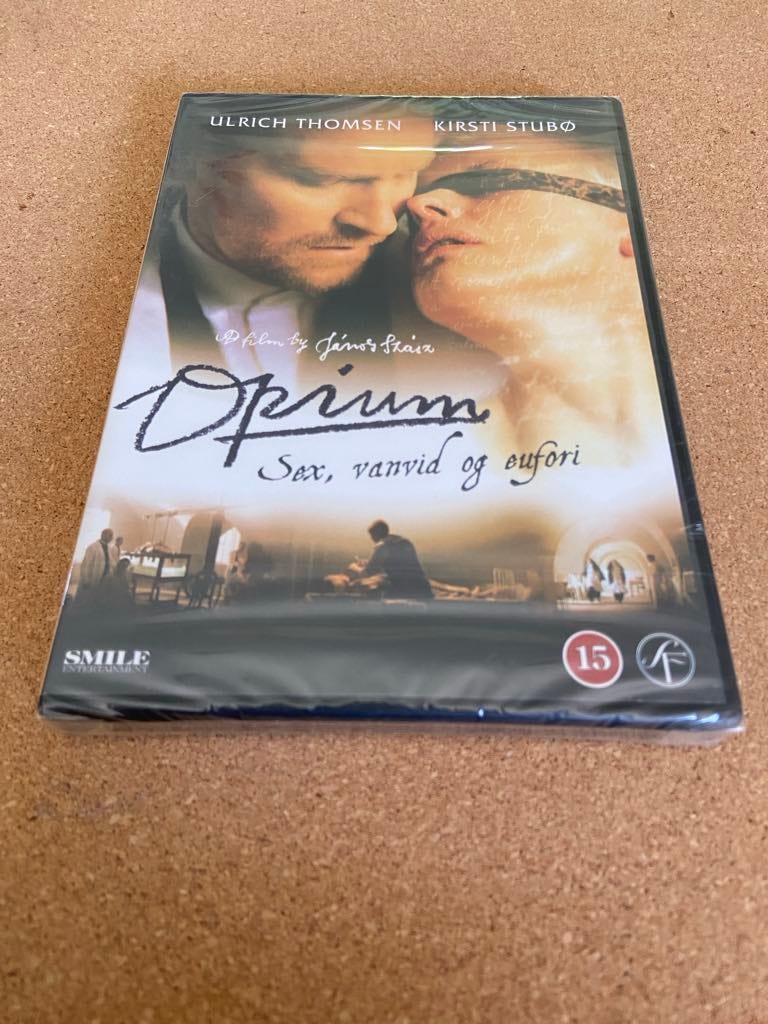 ULRICH THOMSEN KIRSTI STUBØ
A film by János Szász
Opium
Sex, vanvid og eufori
SMILE
ENTERTAINMENT
15
SF